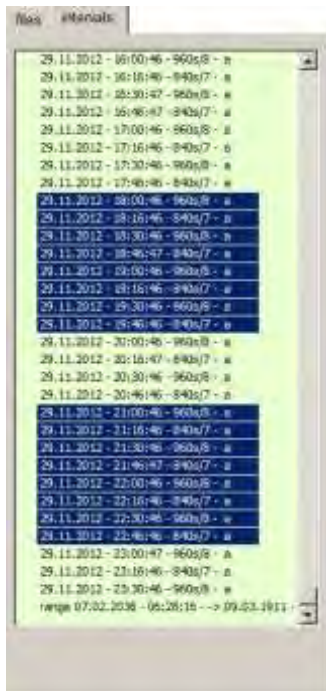 files intervals
29.11.2012 - 16:00:46 - 960s/8 - a
29.11.2012 - 16:16:46 - 840s/7 - a
29.11.2012 - 16:30:47 - 960s/8 - a
29.11.2012 - 16:46:47 - 840s/7 - a
29.11.2012 - 17:00:46 - 960s/8 - a
29.11.2012 - 17:16:46 - 840s/7 - a
29.11.2012 - 17:30:46 - 960s/8 - a
29.11.2012 - 17:46:46 - 840s/7 - a
29.11.2012 - 18:00:46 - 960s/8 - a
29.11.2012 - 18:16:46 - 840s/7 - a
29.11.2012 - 18:30:46 - 960s/8 - a
29.11.2012 - 18:46:47 - 840s/7 - a
29.11.2012 - 19:00:46 - 960s/8 - a
29.11.2012 - 19:16:46 - 840s/7 - a
29.11.2012 - 19:30:46 - 960s/8 - a
29.11.2012 - 19:46:46 - 840s/7 - a
29.11.2012 - 20:00:46 - 960s/8 - a
29.11.2012 - 20:16:47 - 840s/7 - a
29.11.2012 - 20:30:46 - 960s/8 - a
29.11.2012 - 20:46:46 - 840s/7 - a
29.11.2012 - 21:00:46 - 960s/8 - a
29.11.2012 - 21:16:46 - 840s/7 - a
29.11.2012 - 21:30:46 - 960s/8 - a
29.11.2012 - 21:46:47 - 840s/7 - a
29.11.2012 - 22:00:46 - 960s/8 - a
29.11.2012 - 22:16:46 - 840s/7 - a
29.11.2012 - 22:30:46 - 960s/8 - a
29.11.2012 - 22:46:46 - 840s/7 - a
29.11.2012 - 23:00:47 - 960s/8 - a
29.11.2012 - 23:16:46 - 840s/7 - a
29.11.2012 - 23:30:46 - 960s/8 - a
range 07.02.2036 - 06:28:16 --> 09.03.1911 -